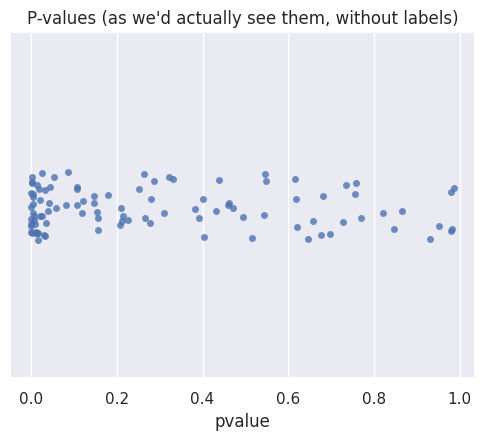 P-values (as we'd actually see them, without labels)
0.0 0.2 0.4 0.6 0.8 1.0
pvalue